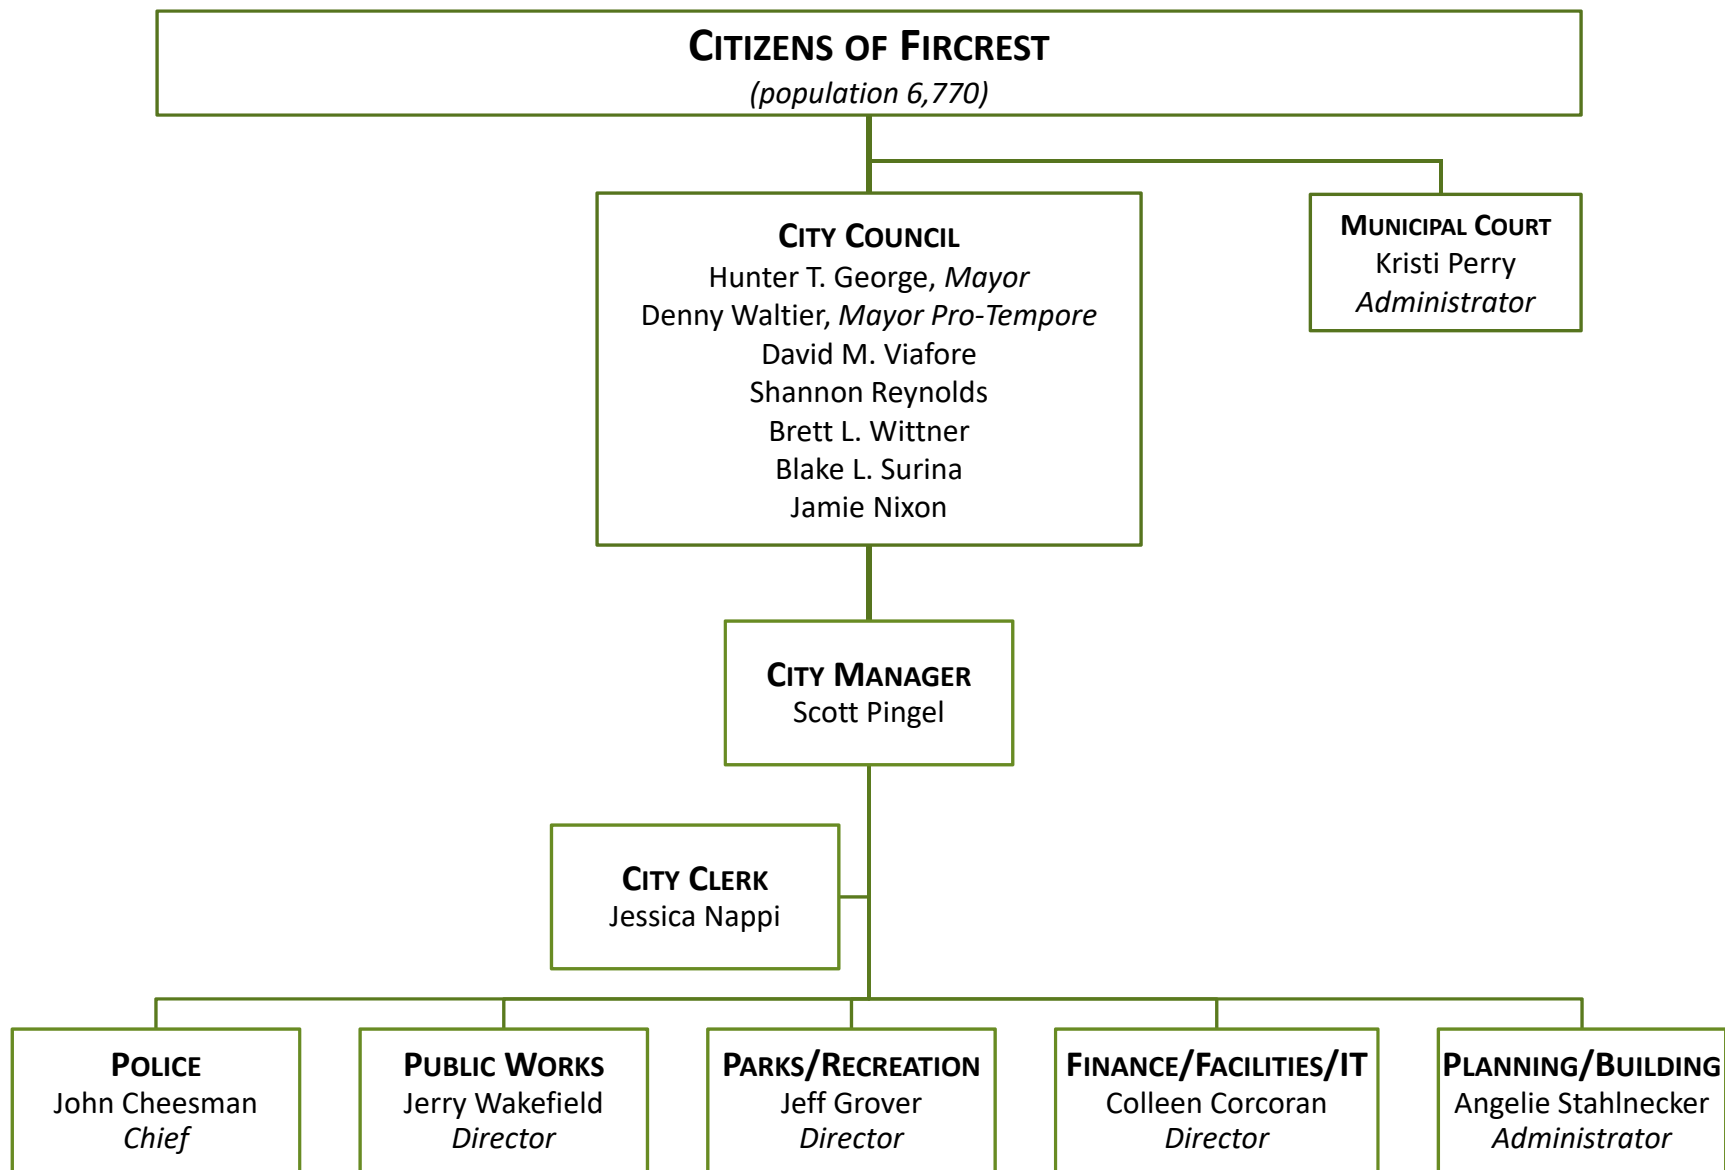 CITIZENS OF FIRCREST
(population 6,770)
CITY COUNCIL
Hunter T. George, Mayor
Denny Waltier, Mayor Pro-Tempore
David M. Viafore
Shannon Reynolds
Brett L. Wittner
Blake L. Surina
Jamie Nixon
MUNICIPAL COURT
Kristi Perry
Administrator
CITY MANAGER
Scott Pingel
CITY CLERK
Jessica Nappi
POLICE
John Cheesman
Chief
PUBLIC WORKS
Jerry Wakefield
Director
PARKS/RECREATION
Jeff Grover
Director
FINANCE/FACILITIES/IT
Colleen Corcoran
Director
PLANNING/BUILDING
Angelie Stahlnecker
Administrator